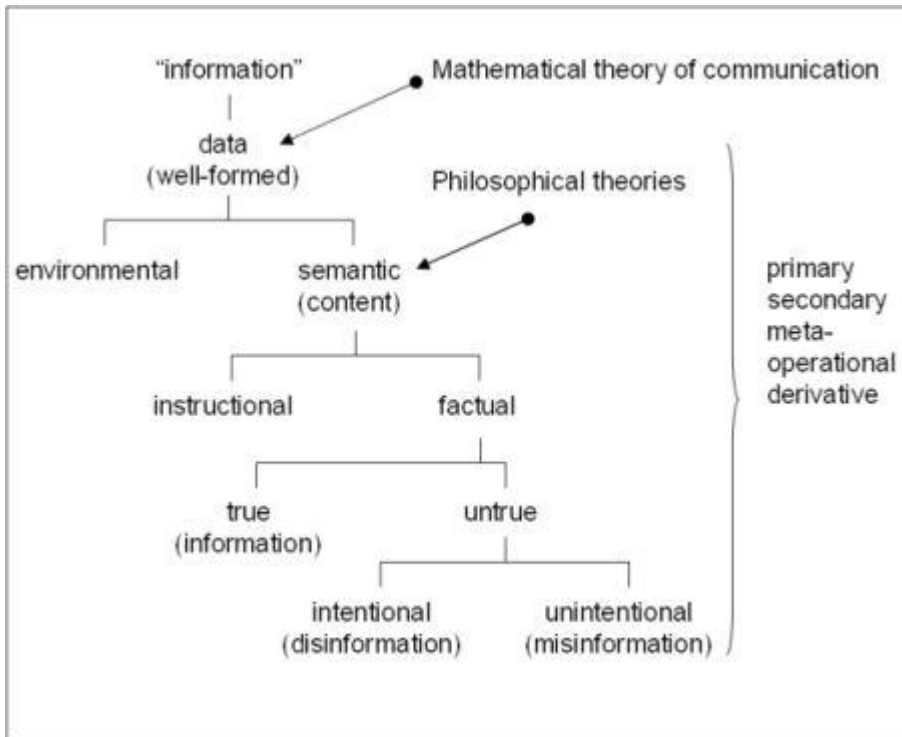 “information”
Mathematical theory of communication
data
(well-formed)
Philosophical theories
environmental
semantic
(content)
primary
secondary
meta-
operational
derivative
instructional
factual
true
(information)
untrue
intentional
(disinformation)
unintentional
(misinformation)